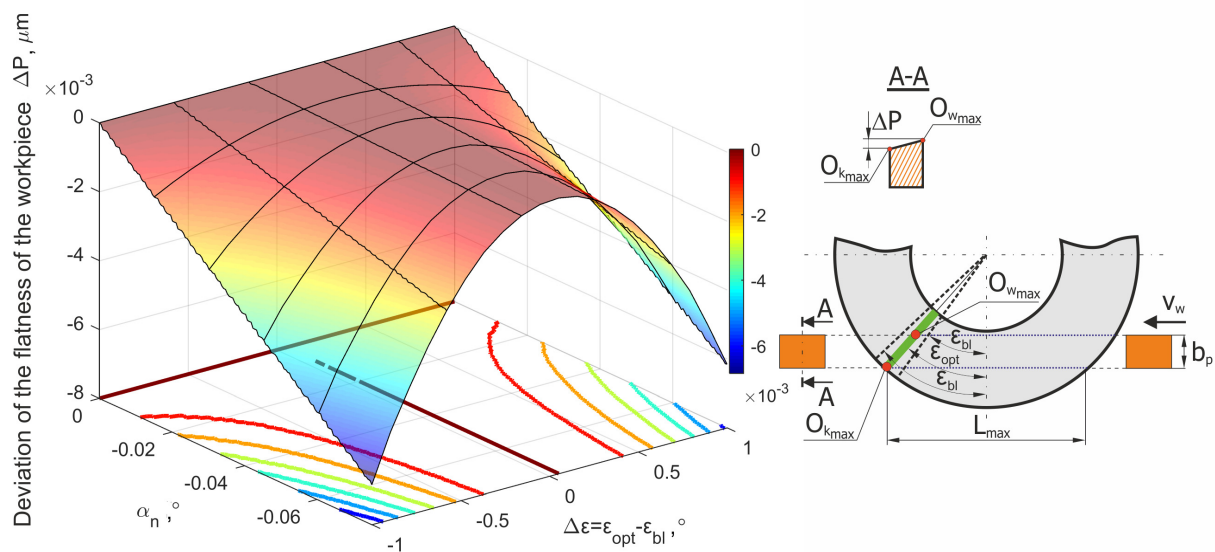 Deviation of the flatness of the workpiece ΔP, μm
×10⁻³
0
-2
-4
-6
-8
0
-0.02
-0.04
-0.06
αₙ ,°
-1
-0.5
0
0.5
1
×10⁻³
Δε=ε_opt-ε_bl ,°
0
-2
-4
-6
A-A
ΔP
O_wmax
O_kmax
O_wmax
A
v_w
ε_bl
ε_opt
b_p
ε_bl
A
O_kmax
L_max